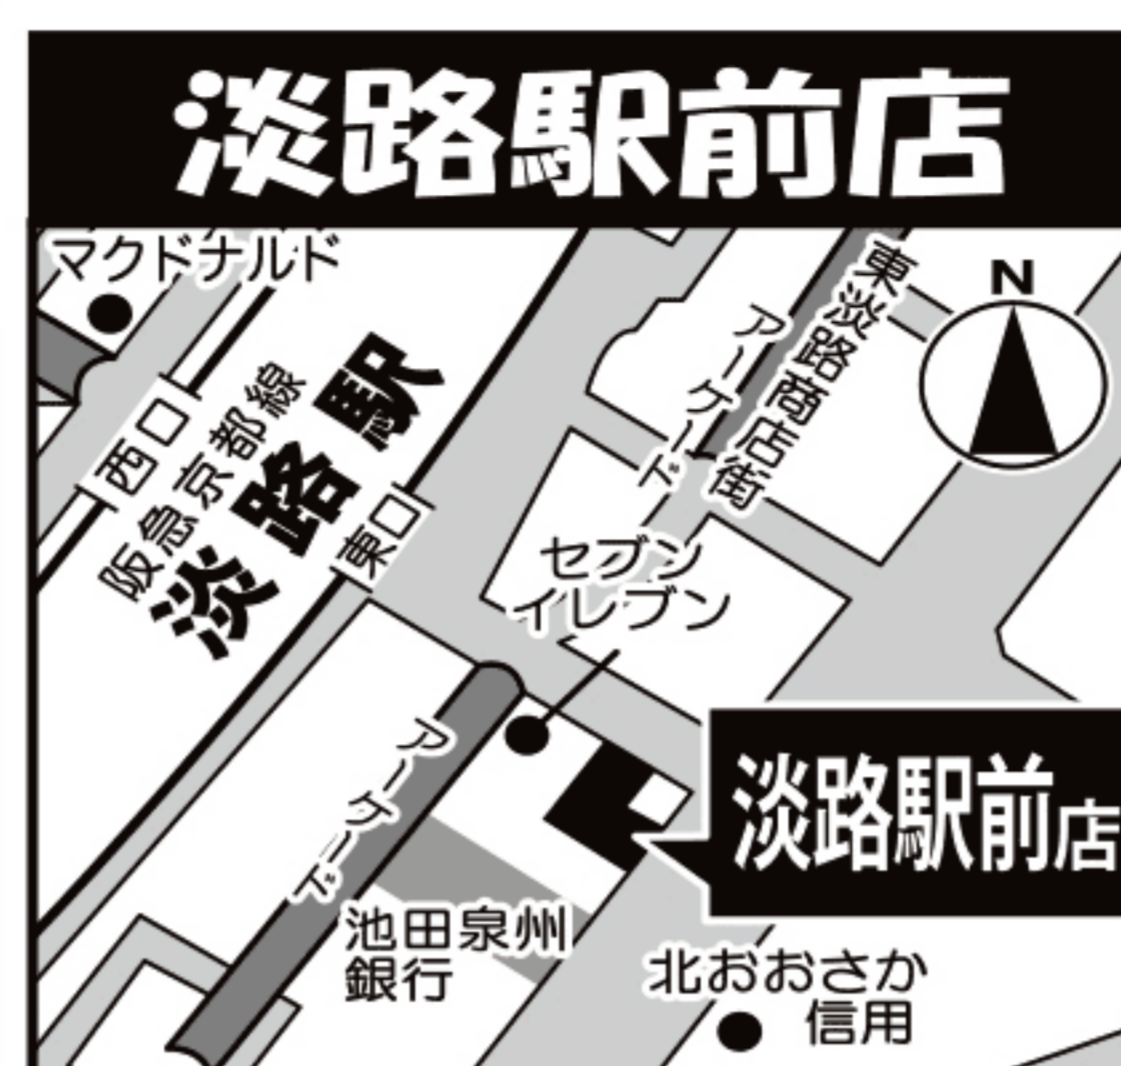 淡路駅前店
マクドナルド
N
東淡路商店街
アーケード
西口
阪急京都線
淡路駅
東口
セブン
イレブン
アーケード
淡路駅前店
池田泉州
銀行
北おおさか
信用